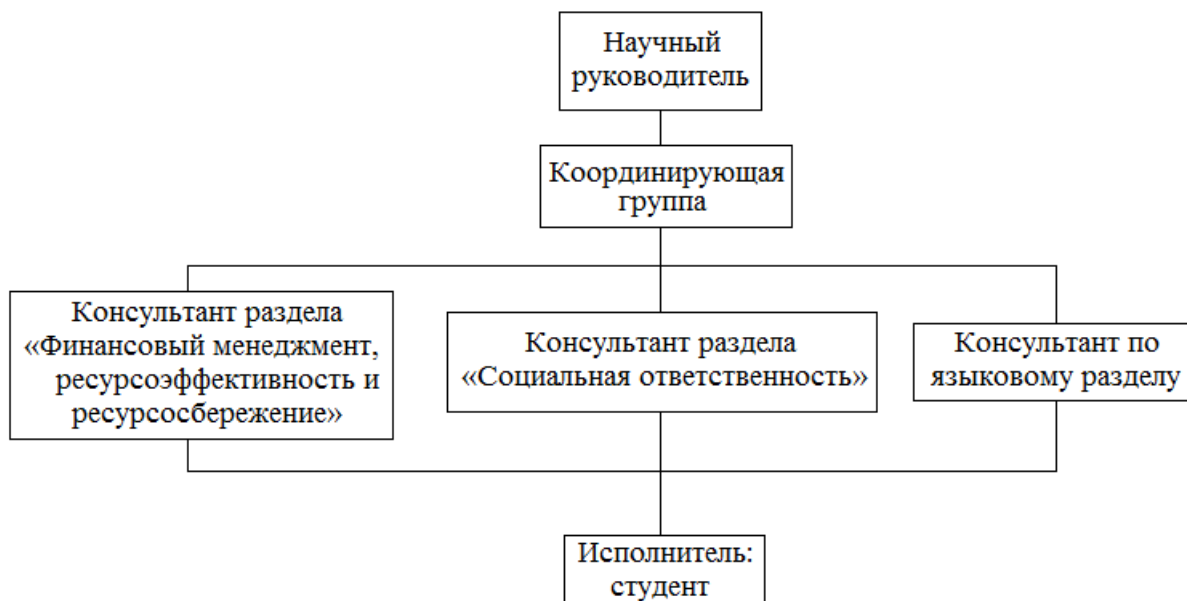 Научный
руководитель
Координирующая
группа
Консультант раздела
«Финансовый менеджмент,
ресурсоэффективность и
ресурсосбережение»
Консультант раздела
«Социальная ответственность»
Консультант по
языковому разделу
Исполнитель:
студент